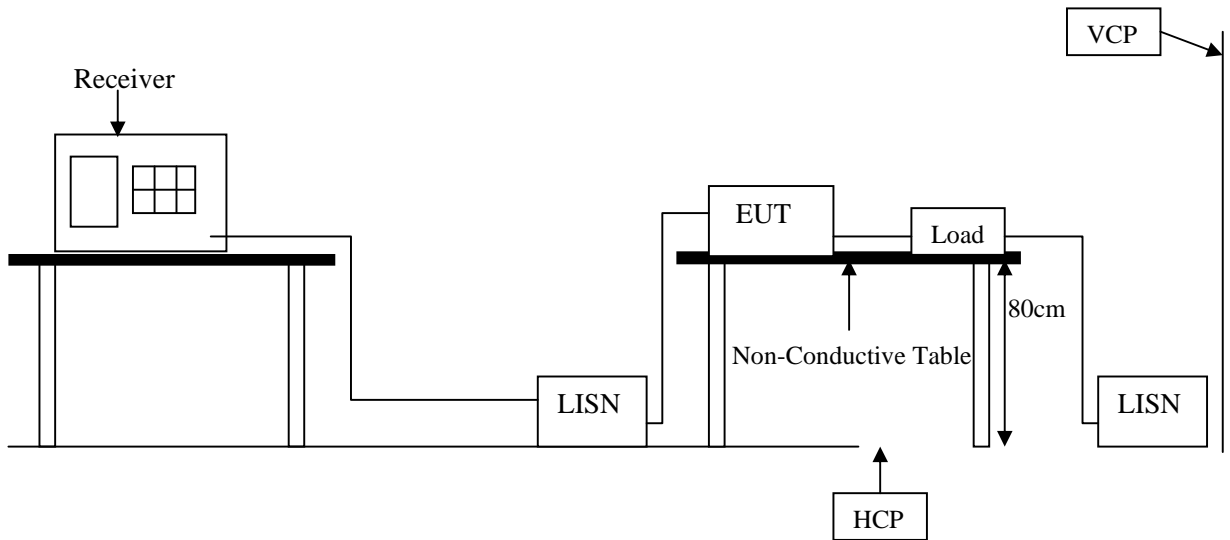 VCP
Receiver
EUT
Load
80cm
Non-Conductive Table
LISN
LISN
HCP